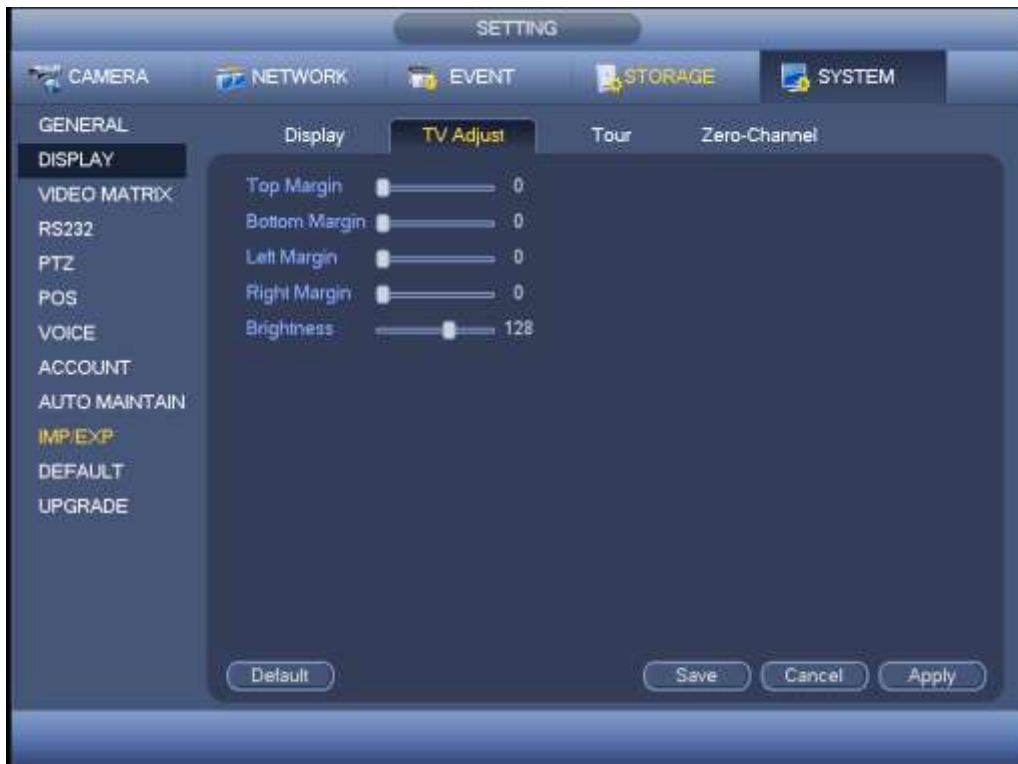 SETTING
CAMERA NETWORK EVENT STORAGE SYSTEM
GENERAL
DISPLAY
VIDEO MATRIX
RS232
PTZ
POS
VOICE
ACCOUNT
AUTO MAINTAIN
IMP/EXP
DEFAULT
UPGRADE
Display TV Adjust Tour Zero-Channel
Top Margin 0
Bottom Margin 0
Left Margin 0
Right Margin 0
Brightness 128
Default Save Cancel Apply